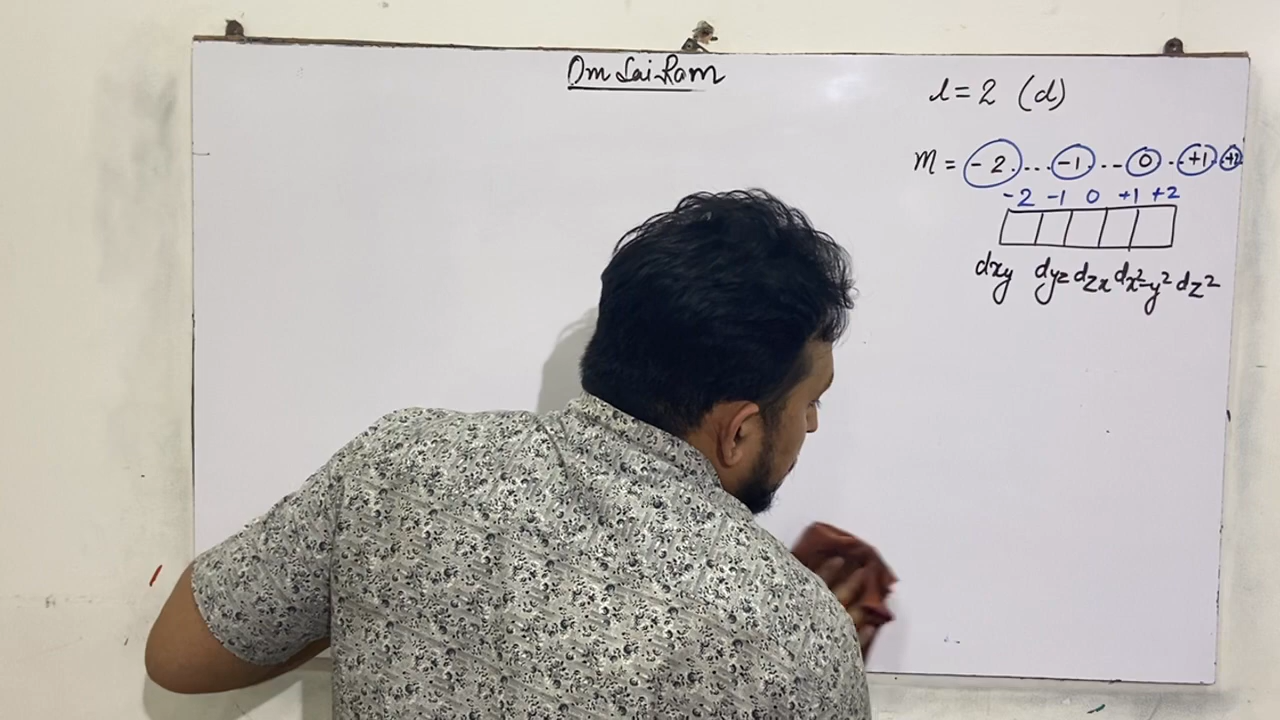 Om Sai Ram
l = 2 (d)
m = -2 ... -1 .. 0 . +1 +2
-2 -1 0 +1 +2
dxy dyz dzx dx²-y² dz²